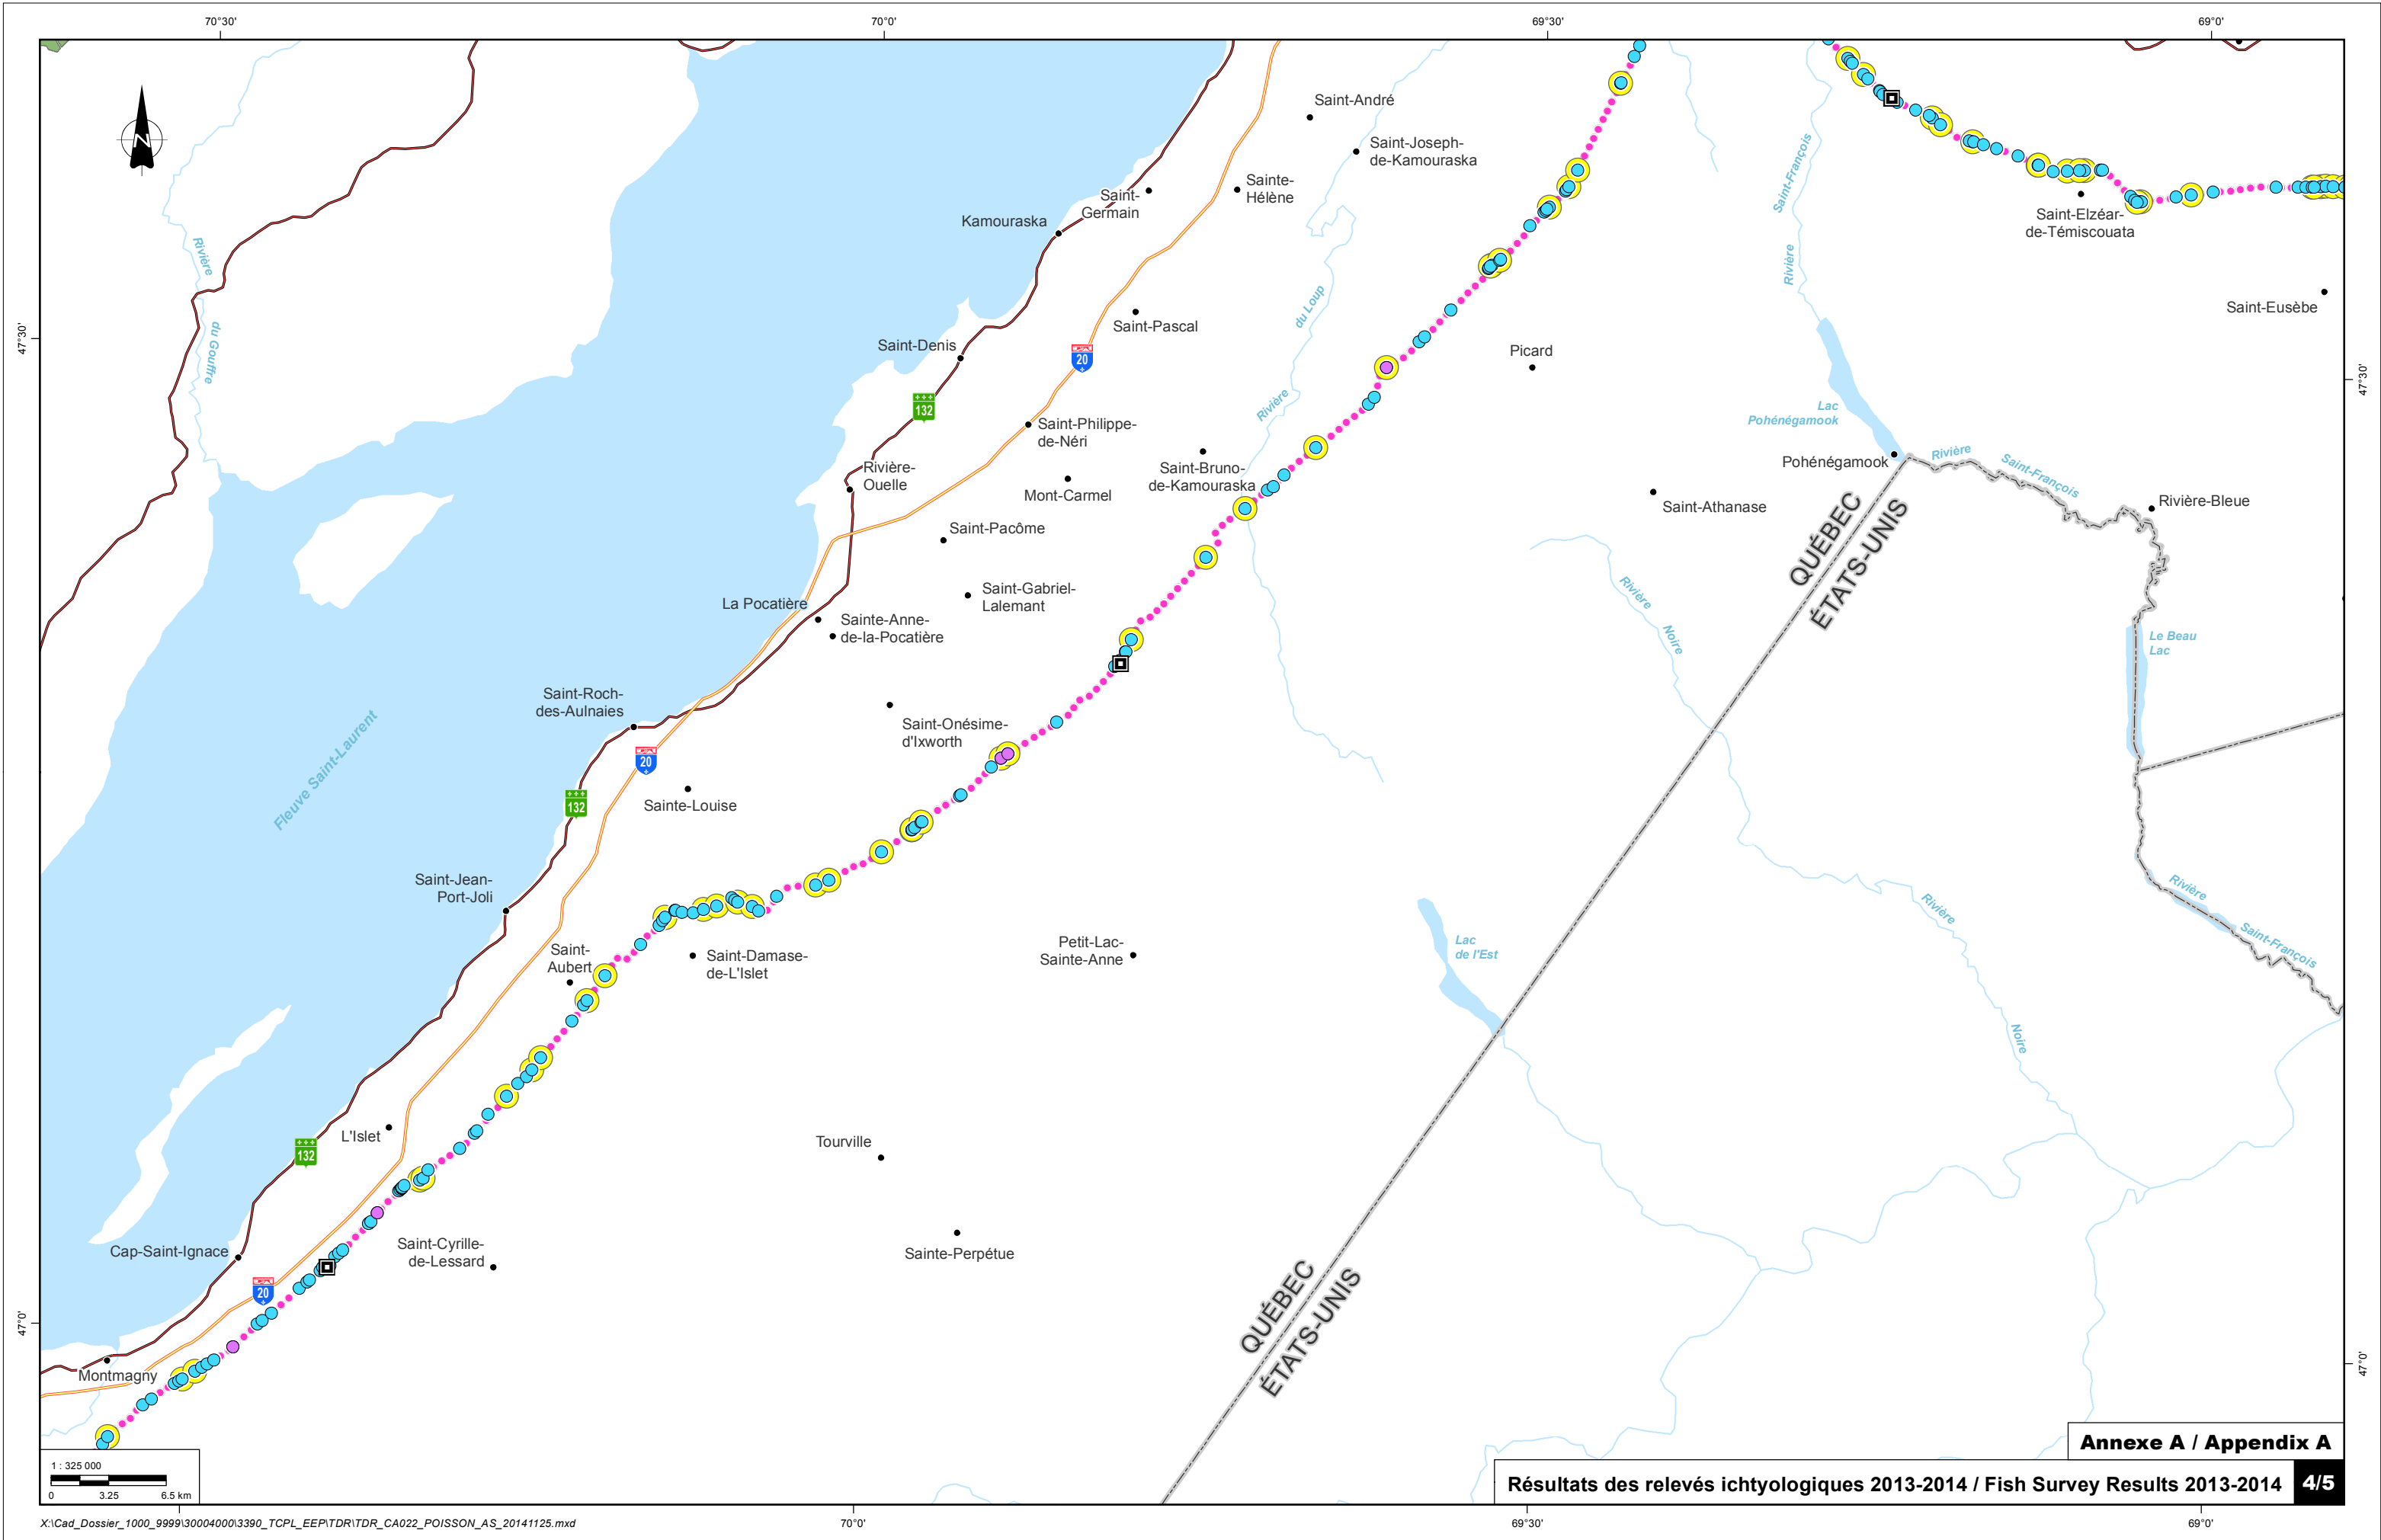 70°30'
70°0'
69°30'
69°0'
N
Saint-André
Saint-Joseph-
de-Kamouraska
Sainte-
Hélène
Saint-
Germain
Kamouraska
Saint-François
Rivière
Saint-Elzéar-
de-Témiscouata
Rivière
du Gouffre
47°30'
Saint-Eusèbe
du Loup
Rivière
Saint-Pascal
Saint-Denis
20
132
Picard
47°30'
Lac
Pohénégamook
Saint-Philippe-
de-Néri
Rivière-
Ouelle
Mont-Carmel
Saint-Bruno-
de-Kamouraska
Pohénégamook
Rivière
Saint-François
Rivière-Bleue
Saint-Athanase
QUÉBEC
ÉTATS-UNIS
Saint-Pacôme
Saint-Gabriel-
Lalemant
La Pocatière
Sainte-Anne-
de-la-Pocatière
Rivière
Noire
Le Beau
Lac
Saint-Roch-
des-Aulnaies
Saint-Onésime-
d'Ixworth
Fleuve Saint-Laurent
20
132
Sainte-Louise
Saint-Jean-
Port-Joli
Rivière
Saint-François
Rivière
Noire
Saint-
Aubert
Saint-Damase-
de-L'Islet
Petit-Lac-
Sainte-Anne
Lac
de l'Est
L'Islet
132
Tourville
Cap-Saint-Ignace
Saint-Cyrille-
de-Lessard
Sainte-Perpétue
20
QUÉBEC
ÉTATS-UNIS
47°0'
47°0'
Montmagny
1 : 325 000
0 3.25 6.5 km
Annexe A / Appendix A
Résultats des relevés ichtyologiques 2013-2014 / Fish Survey Results 2013-2014 4/5
X:\Cad_Dossier_1000_9999\30004000\3390_TCPL_EEP\TDR\TDR_CA022_POISSON_AS_20141125.mxd
70°0'
69°30'
69°0'